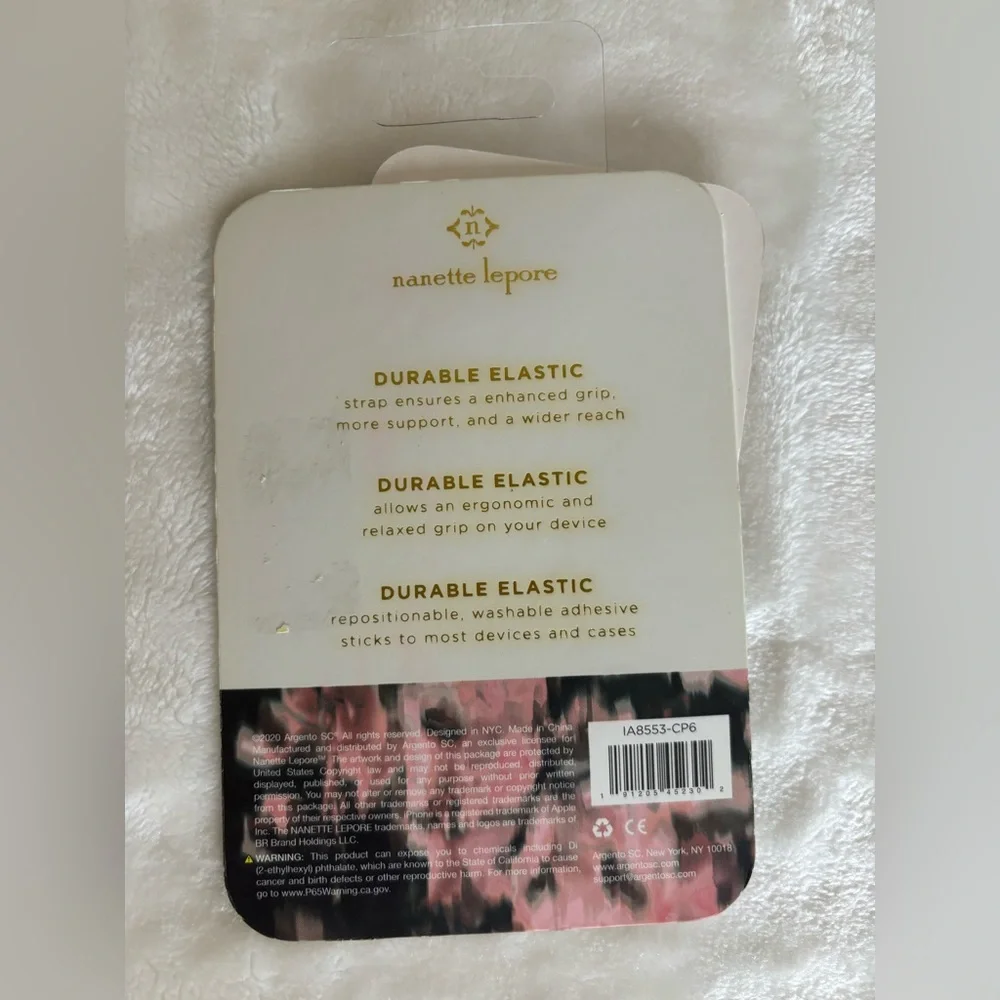 n
nanette lepore
DURABLE ELASTIC
strap ensures a enhanced grip,
more support, and a wider reach
DURABLE ELASTIC
allows an ergonomic and
relaxed grip on your device
DURABLE ELASTIC
repositionable, washable adhesive
sticks to most devices and cases
©2020 Argento SC. All rights reserved. Designed in NYC. Made in China
Manufactured and distributed by Argento SC, an exclusive licensee for
Nanette Lepore™ The artwork and design of this package are protected by
United States Copyright law and may not be reproduced, distributed,
displayed, published, or used for any purpose without prior written
permission. You may not alter or remove any trademark or copyright notice
from this package. All other trademarks or registered trademarks are the
property of their respective owners. iPhone is a registered trademark of Apple
Inc. The NANETTE LEPORE trademarks, names and logos are trademarks of
BR Brand Holdings LLC.
WARNING: This product can expose you to chemicals including Di
(2-ethylhexyl) phthalate, which are known to the State of California to cause
cancer and birth defects or other reproductive harm. For more information,
go to www.P65Warning.ca.gov.
IA8553-CP6
1 91205 45230 2
CE
Argento SC, New York, NY 10018
www.argentosc.com
support@argentosc.com